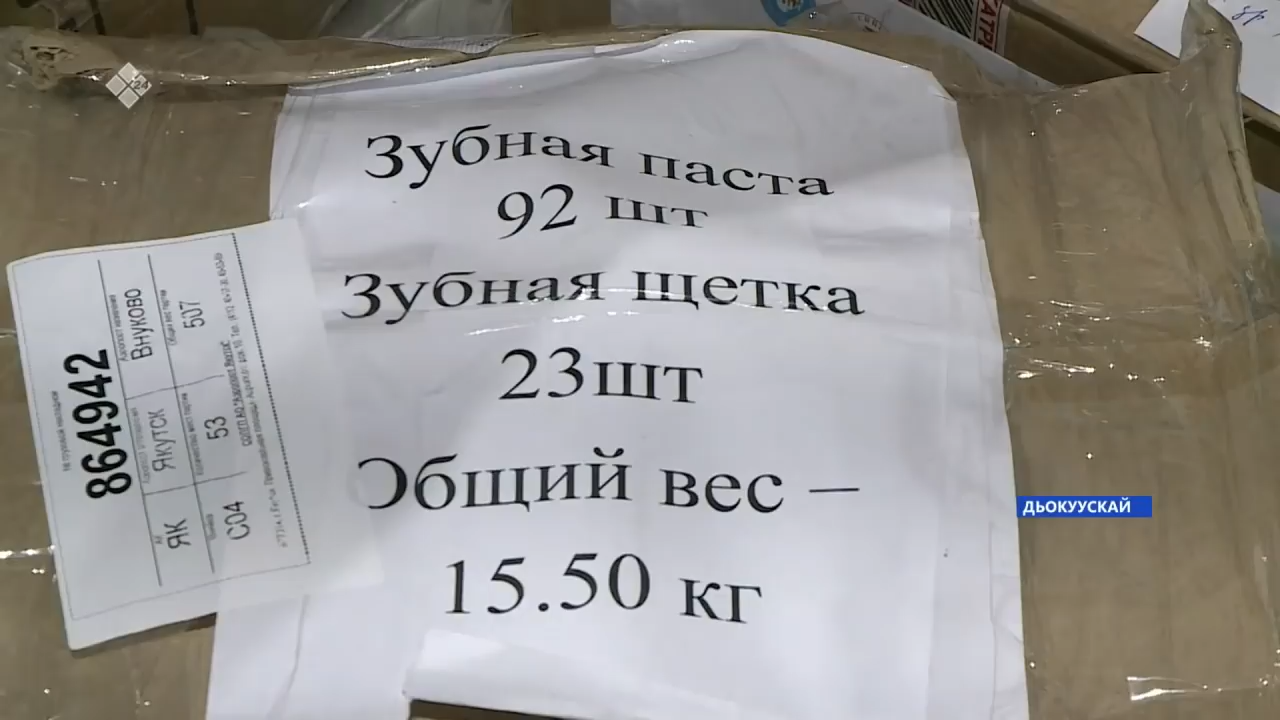 Зубная паста
92 шт
Зубная щетка
23шт
Общий вес –
15.50 кг
864942
Внуково
507
ЯКУТСК
53
ЯК
С04
ДЬОКУУСКАЙ
24